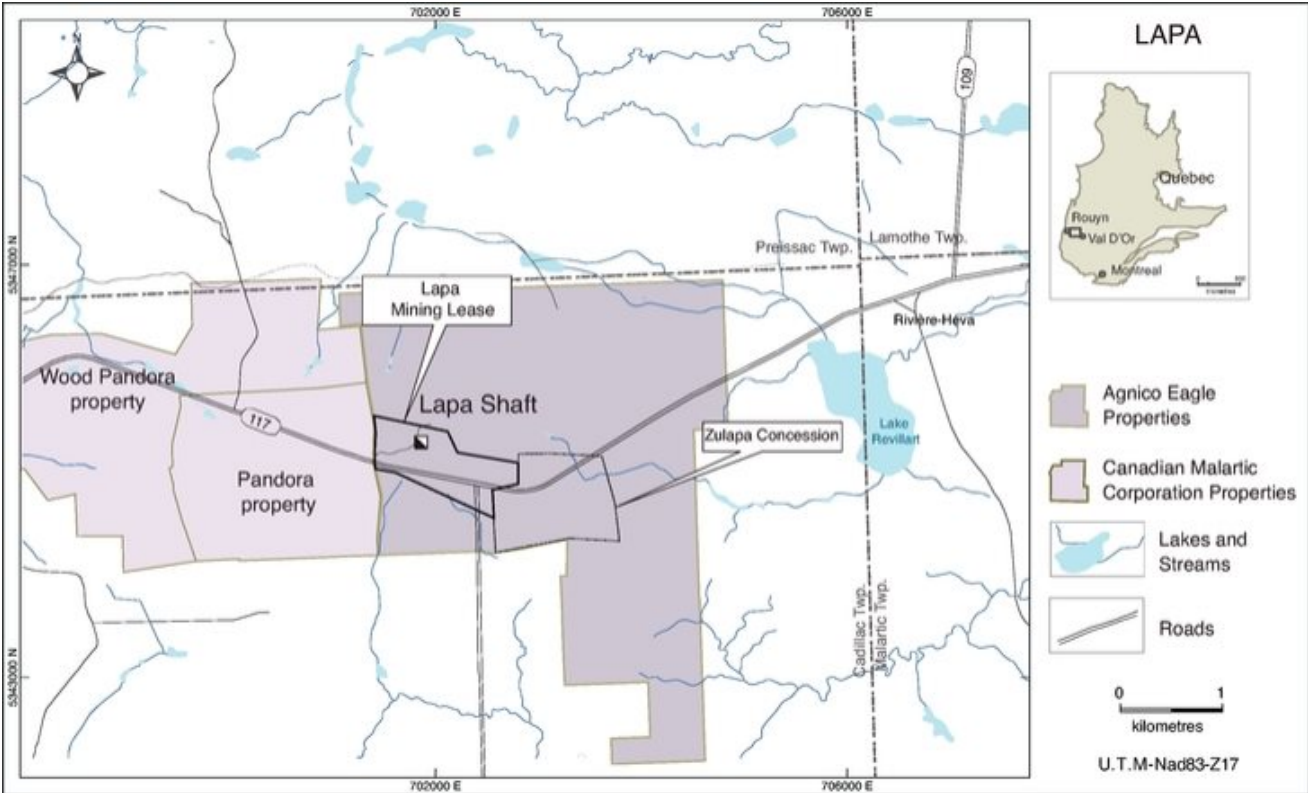 702000 E
706000 E
LAPA
N
109
Quebec
Rouyn
Val D'Or
Montreal
Preissac Twp.
Lamothe Twp.
5347000 N
Lapa
Mining Lease
Rivière-Héva
Wood Pandora
property
Lapa Shaft
117
Zulapa Concession
Lake
Revillart
Pandora
property
Agnico Eagle
Properties
Canadian Malartic
Corporation Properties
Lakes and
Streams
Roads
Cadillac Twp.
Malartic Twp.
5343000 N
0 1
kilometres
U.T.M-Nad83-Z17
702000 E
706000 E